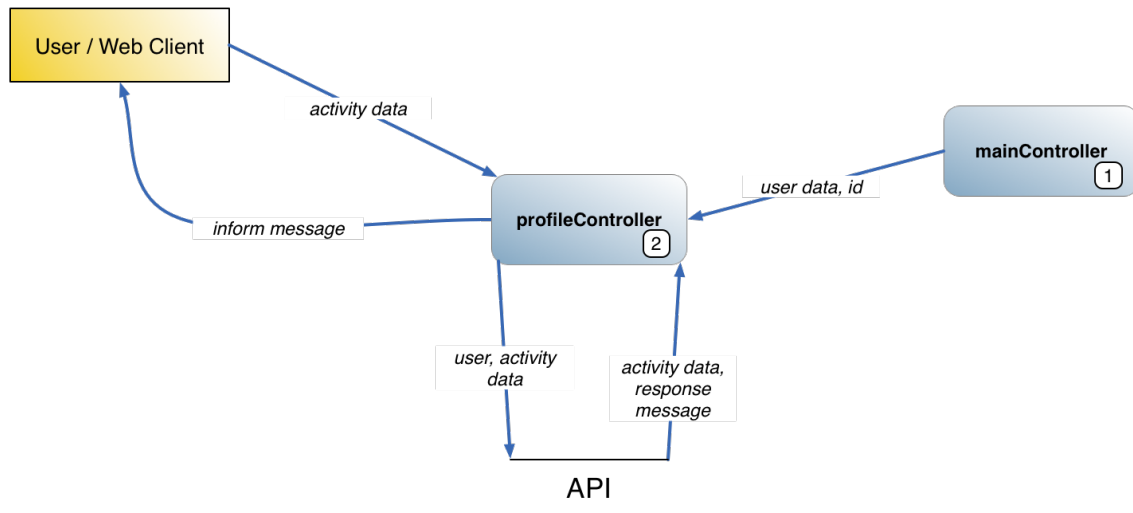 User / Web Client
activity data
mainController
1
user data, id
profileController
2
inform message
user, activity
data
activity data,
response
message
API